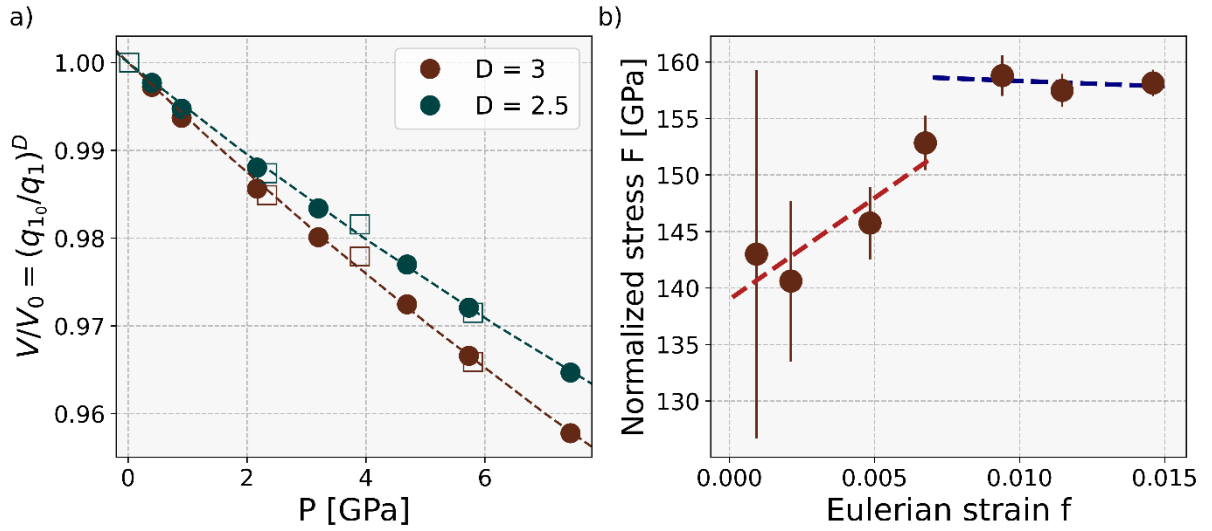 a)
V/V₀ = (q₁₀/q₁)ᴰ
1.00
0.99
0.98
0.97
0.96
D = 3
D = 2.5
0 2 4 6
P [GPa]
b)
Normalized stress F [GPa]
160
155
150
145
140
135
130
0.000 0.005 0.010 0.015
Eulerian strain f